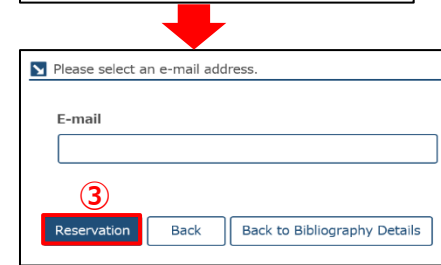 Please select an e-mail address.
E-mail
③
Reservation Back Back to Bibliography Details